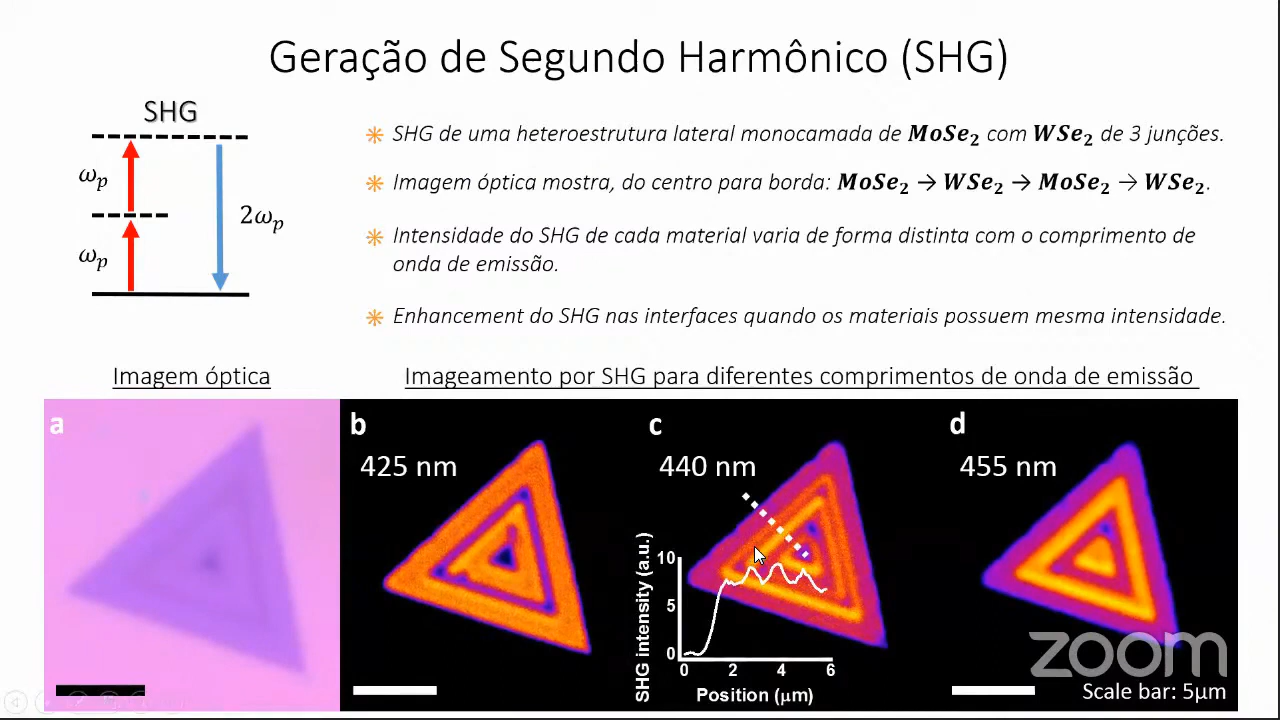 Geração de Segundo Harmônico (SHG)
SHG
ωp
ωp
2ωp
SHG de uma heteroestrutura lateral monocamada de MoSe2 com WSe2 de 3 junções.
Imagem óptica mostra, do centro para borda: MoSe2 → WSe2 → MoSe2 → WSe2.
Intensidade do SHG de cada material varia de forma distinta com o comprimento de
onda de emissão.
Enhancement do SHG nas interfaces quando os materiais possuem mesma intensidade.
Imagem óptica
Imageamento por SHG para diferentes comprimentos de onda de emissão
a
b
425 nm
c
440 nm
SHG intensity (a.u.)
10
5
0
0 2 4 6
Position (μm)
d
455 nm
zoom
Scale bar: 5μm